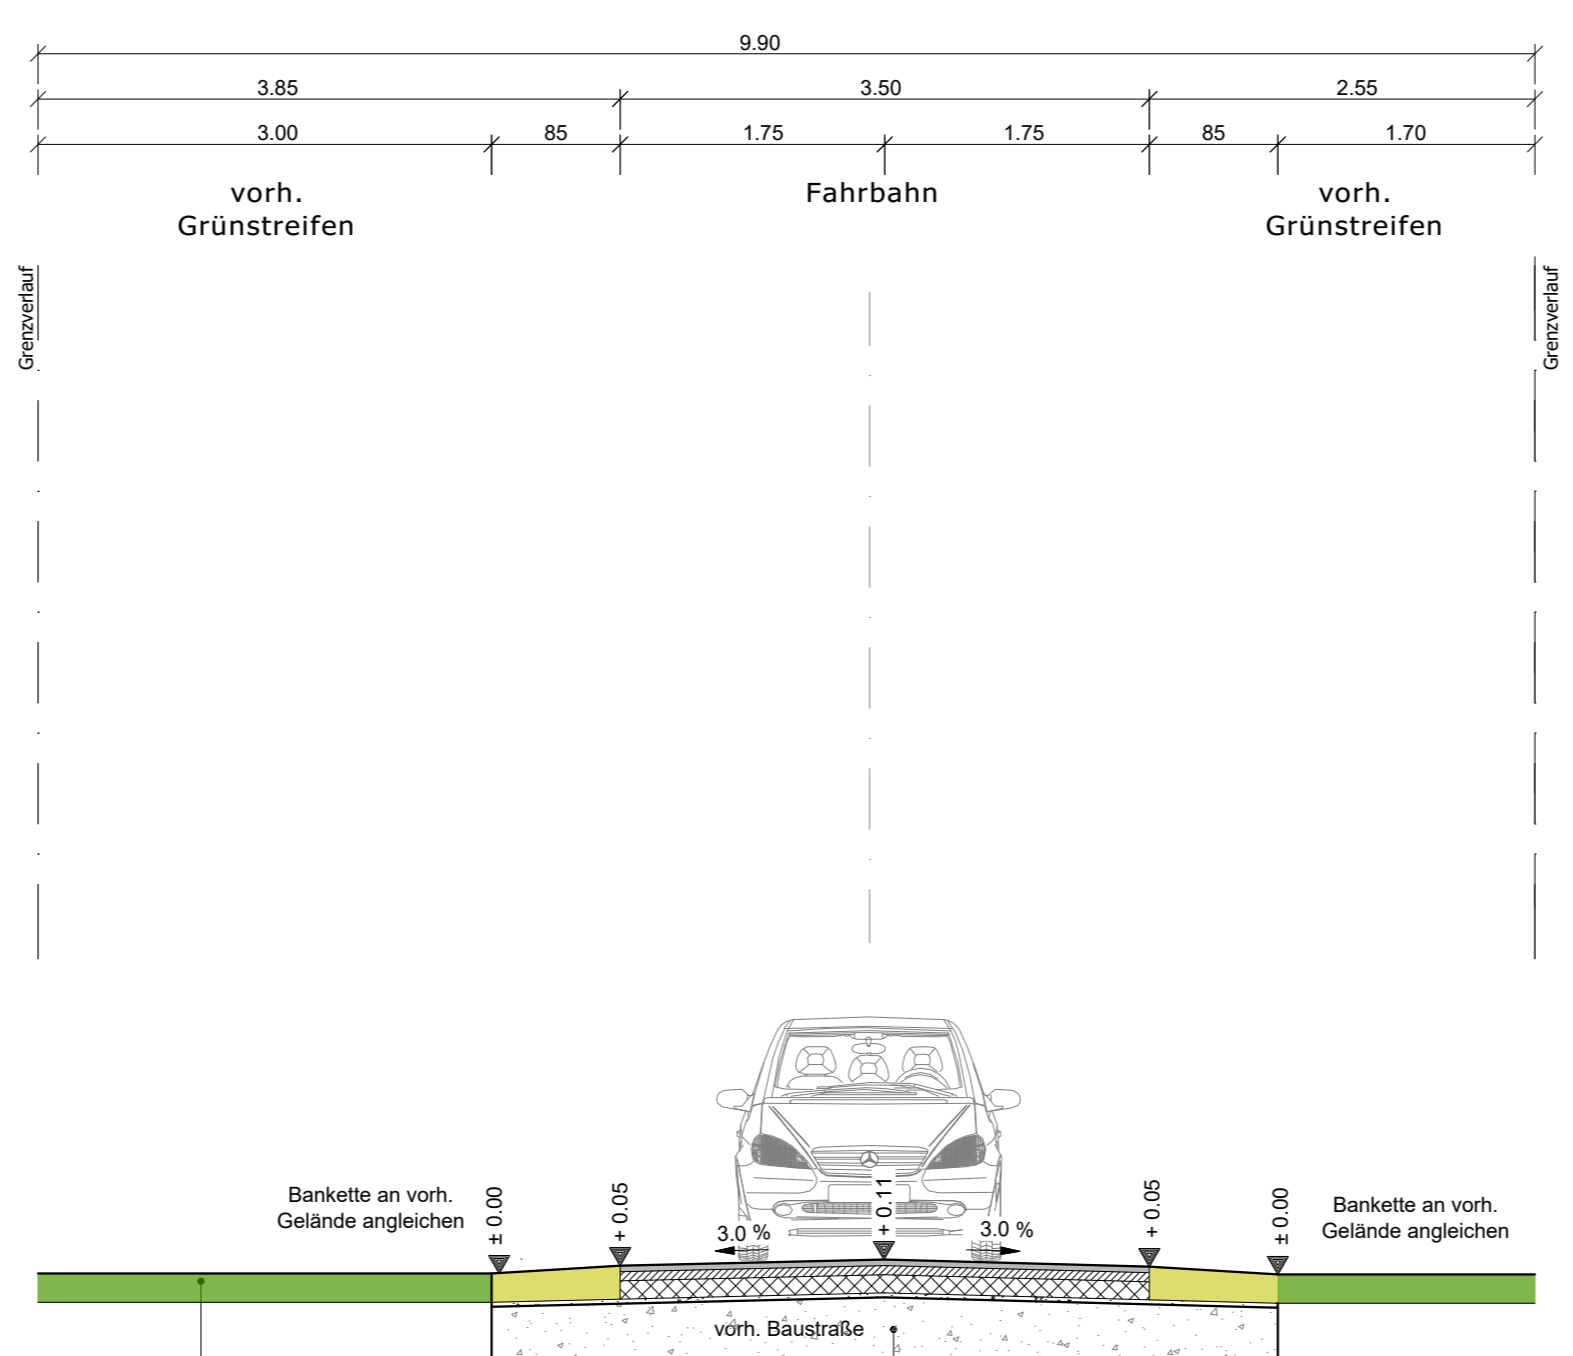 9.90
3.85 3.50 2.55
3.00 85 1.75 1.75 85 1.70
vorh.
Grünstreifen
Fahrbahn
vorh.
Grünstreifen
Grenzverlauf
Grenzverlauf
Bankette an vorh.
Gelände angleichen
± 0.00
+ 0.05
3.0 %
+ 0.11
3.0 %
+ 0.05
± 0.00
Bankette an vorh.
Gelände angleichen
vorh. Baustraße